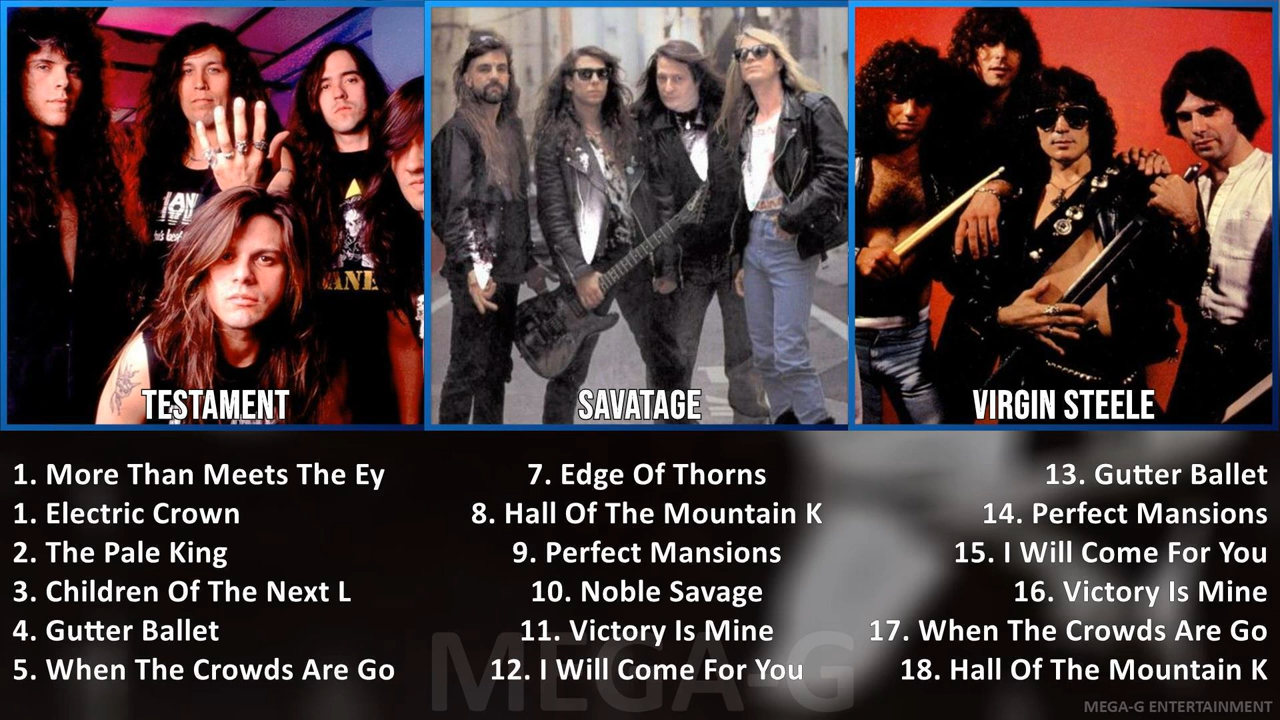 TESTAMENT
SAVATAGE
VIRGIN STEELE
1. More Than Meets The Ey
1. Electric Crown
2. The Pale King
3. Children Of The Next L
4. Gutter Ballet
5. When The Crowds Are Go
7. Edge Of Thorns
8. Hall Of The Mountain K
9. Perfect Mansions
10. Noble Savage
11. Victory Is Mine
12. I Will Come For You
13. Gutter Ballet
14. Perfect Mansions
15. I Will Come For You
16. Victory Is Mine
17. When The Crowds Are Go
18. Hall Of The Mountain K
MEGA-G
MEGA-G ENTERTAINMENT